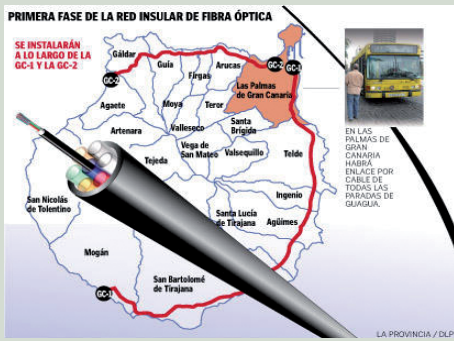 PRIMERA FASE DE LA RED INSULAR DE FIBRA ÓPTICA
SE INSTALARÁN
A LO LARGO DE LA
GC-1 Y LA GC-2
Gáldar
Guía
Firgas
Arucas
GC-2
GC-1
GC-2
Las Palmas
de Gran Canaria
Agaete
Moya
Teror
Artenara
Valleseco
Santa
Brígida
Vega de
San Mateo
Valsequillo
Telde
Tejeda
San Nicolás
de Tolentino
Ingenio
Santa Lucía
de Tirajana
Agüimes
Mogán
San Bartolomé
de Tirajana
GC-1
EN LAS
PALMAS DE
GRAN
CANARIA
HABRÁ
ENLACE POR
CABLE DE
TODAS LAS
PARADAS DE
GUAGUA.
LA PROVINCIA / DLP